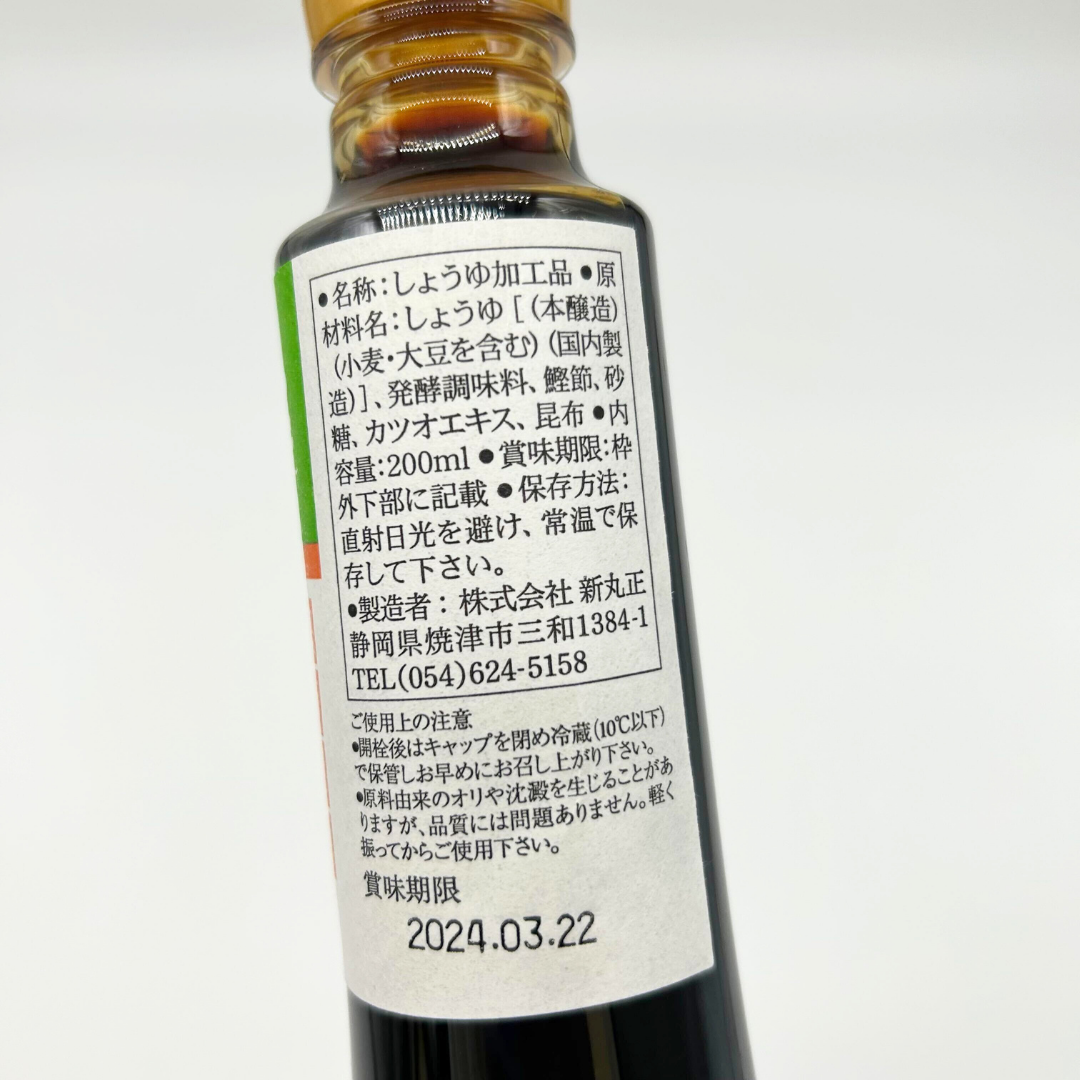 ●名称：しょうゆ加工品 ●原
材料名：しょうゆ［（本醸造）
（小麦・大豆を含む）（国内製
造）］、発酵調味料、鰹節、砂
糖、カツオエキス、昆布 ●内
容量：200ml ●賞味期限：枠
外下部に記載 ●保存方法：
直射日光を避け、常温で保
存して下さい。
●製造者：株式会社 新丸正
静岡県焼津市三和1384-1
TEL(054)624-5158
ご使用上の注意
●開栓後はキャップを閉め冷蔵（10℃以下）
で保管しお早めにお召し上がり下さい。
●原料由来のオリや沈澱を生じることがあ
りますが、品質には問題ありません。軽く
振ってからご使用下さい。
賞味期限
2024.03.22